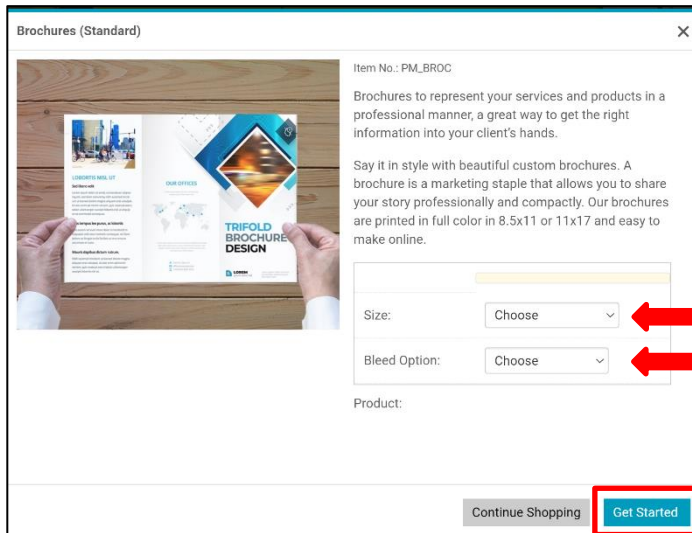 Brochures (Standard)
Item No.: PM_BROC
Brochures to represent your services and products in a
professional manner, a great way to get the right
information into your client's hands.
Say it in style with beautiful custom brochures. A
brochure is a marketing staple that allows you to share
your story professionally and compactly. Our brochures
are printed in full color in 8.5x11 or 11x17 and easy to
make online.
LOBORTIS NISL UT
OUR OFFICES
TRIFOLD
BROCHURE
DESIGN
LOREM
Size:
Choose
Bleed Option:
Choose
Product:
Continue Shopping
Get Started